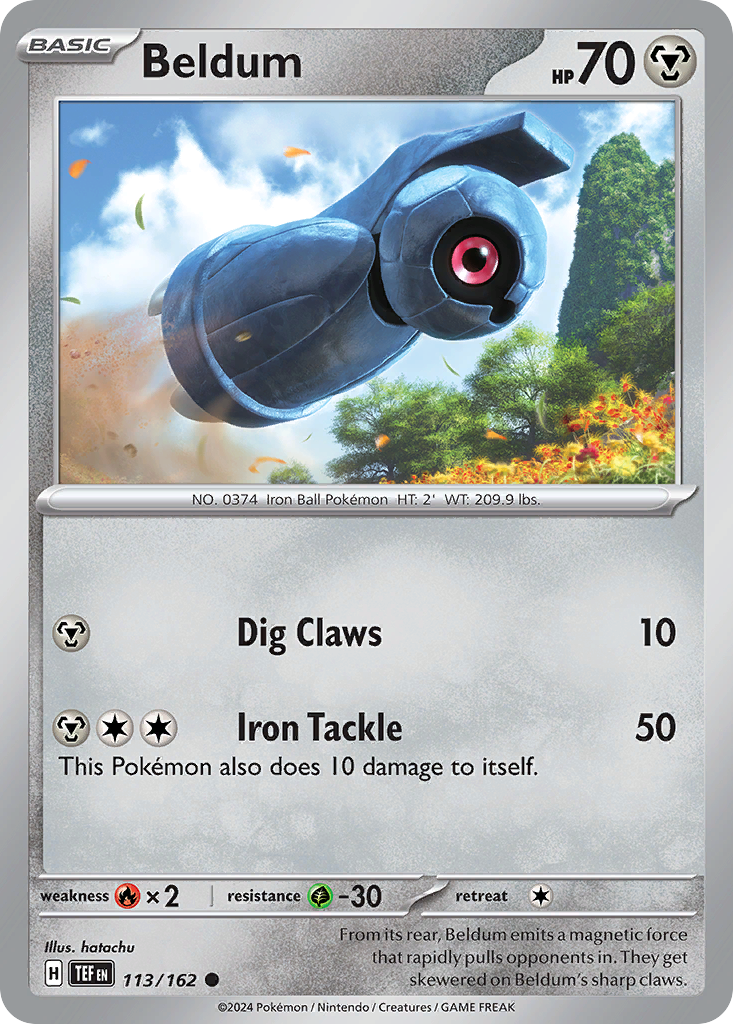 BASIC
Beldum
HP 70
NO. 0374 Iron Ball Pokémon HT: 2' WT: 209.9 lbs.
Dig Claws 10
Iron Tackle 50
This Pokémon also does 10 damage to itself.
weakness ×2 resistance -30 retreat
Illus. hatachu
From its rear, Beldum emits a magnetic force
that rapidly pulls opponents in. They get
skewered on Beldum's sharp claws.
H TEF EN 113/162
©2024 Pokémon / Nintendo / Creatures / GAME FREAK